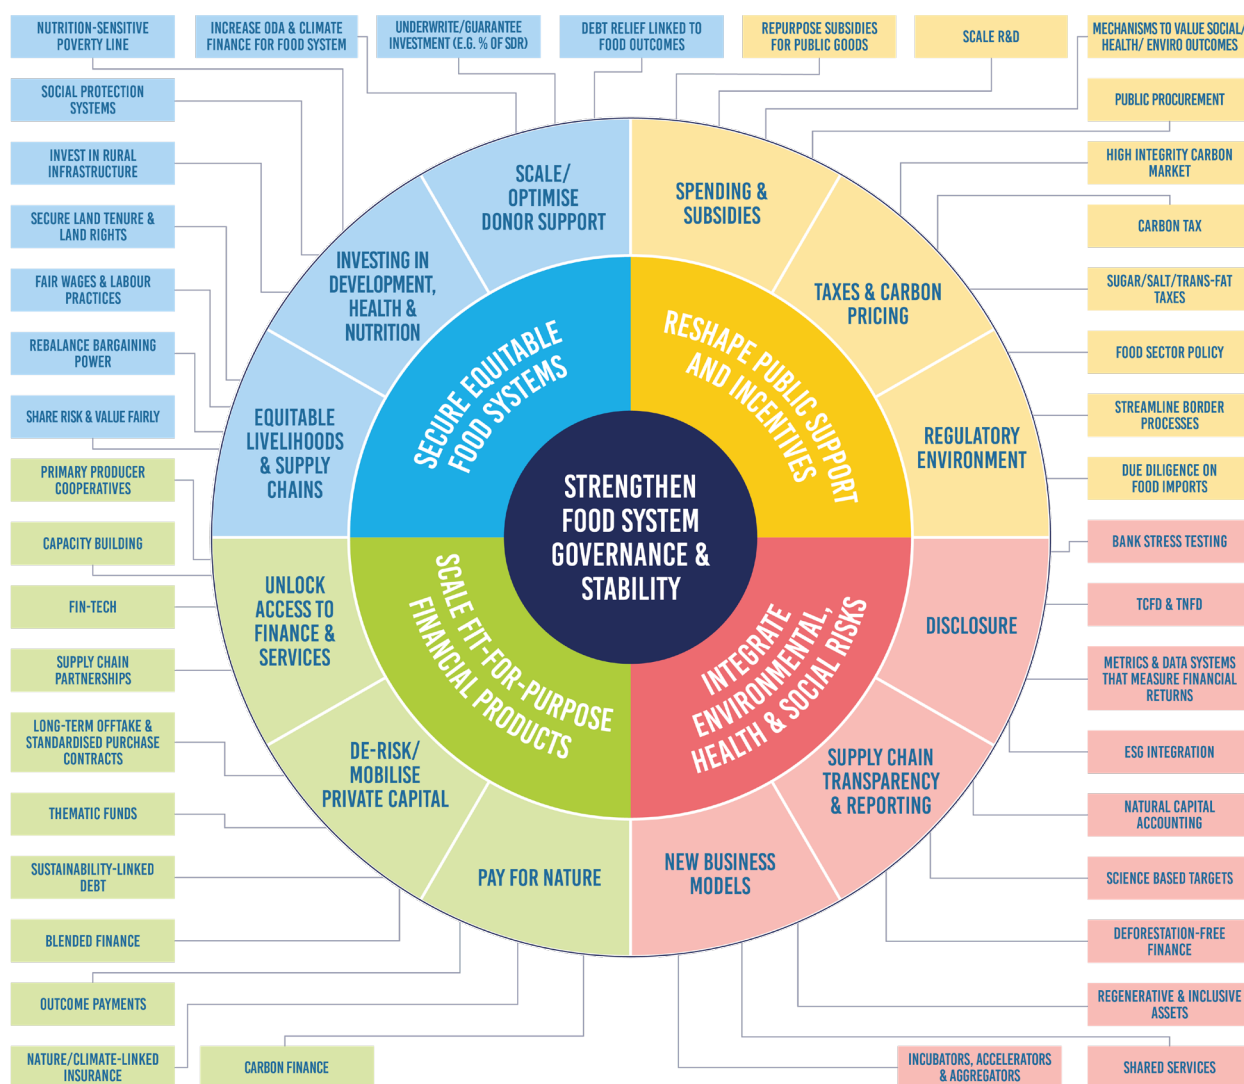 NUTRITION-SENSITIVE
POVERTY LINE
INCREASE ODA & CLIMATE
FINANCE FOR FOOD SYSTEM
UNDERWRITE/GUARANTEE
INVESTMENT (E.G. % OF SDR)
DEBT RELIEF LINKED TO
FOOD OUTCOMES
REPURPOSE SUBSIDIES
FOR PUBLIC GOODS
SCALE R&D
MECHANISMS TO VALUE SOCIAL/
HEALTH/ ENVIRO OUTCOMES
SOCIAL PROTECTION
SYSTEMS
INVEST IN RURAL
INFRASTRUCTURE
SECURE LAND TENURE &
LAND RIGHTS
FAIR WAGES & LABOUR
PRACTICES
REBALANCE BARGAINING
POWER
SHARE RISK & VALUE FAIRLY
PRIMARY PRODUCER
COOPERATIVES
CAPACITY BUILDING
FIN-TECH
SUPPLY CHAIN
PARTNERSHIPS
LONG-TERM OFFTAKE &
STANDARDISED PURCHASE
CONTRACTS
THEMATIC FUNDS
SUSTAINABILITY-LINKED
DEBT
BLENDED FINANCE
OUTCOME PAYMENTS
NATURE/CLIMATE-LINKED
INSURANCE
CARBON FINANCE
SCALE/
OPTIMISE
DONOR SUPPORT
INVESTING IN
DEVELOPMENT,
HEALTH &
NUTRITION
EQUITABLE
LIVELIHOODS
& SUPPLY
CHAINS
UNLOCK
ACCESS TO
FINANCE &
SERVICES
DE-RISK/
MOBILISE
PRIVATE CAPITAL
PAY FOR NATURE
SPENDING &
SUBSIDIES
TAXES & CARBON
PRICING
REGULATORY
ENVIRONMENT
DISCLOSURE
SUPPLY CHAIN
TRANSPARENCY
& REPORTING
NEW BUSINESS
MODELS
SECURE EQUITABLE
FOOD SYSTEMS
RESHAPE PUBLIC SUPPORT
AND INCENTIVES
SCALE FIT-FOR-PURPOSE
FINANCIAL PRODUCTS
INTEGRATE
ENVIRONMENTAL,
HEALTH & SOCIAL RISKS
STRENGTHEN
FOOD SYSTEM
GOVERNANCE &
STABILITY
PUBLIC PROCUREMENT
HIGH INTEGRITY CARBON
MARKET
CARBON TAX
SUGAR/SALT/TRANS-FAT
TAXES
FOOD SECTOR POLICY
STREAMLINE BORDER
PROCESSES
DUE DILIGENCE ON
FOOD IMPORTS
BANK STRESS TESTING
TCFD & TNFD
METRICS & DATA SYSTEMS
THAT MEASURE FINANCIAL
RETURNS
ESG INTEGRATION
NATURAL CAPITAL
ACCOUNTING
SCIENCE BASED TARGETS
DEFORESTATION-FREE
FINANCE
REGENERATIVE & INCLUSIVE
ASSETS
INCUBATORS, ACCELERATORS
& AGGREGATORS
SHARED SERVICES